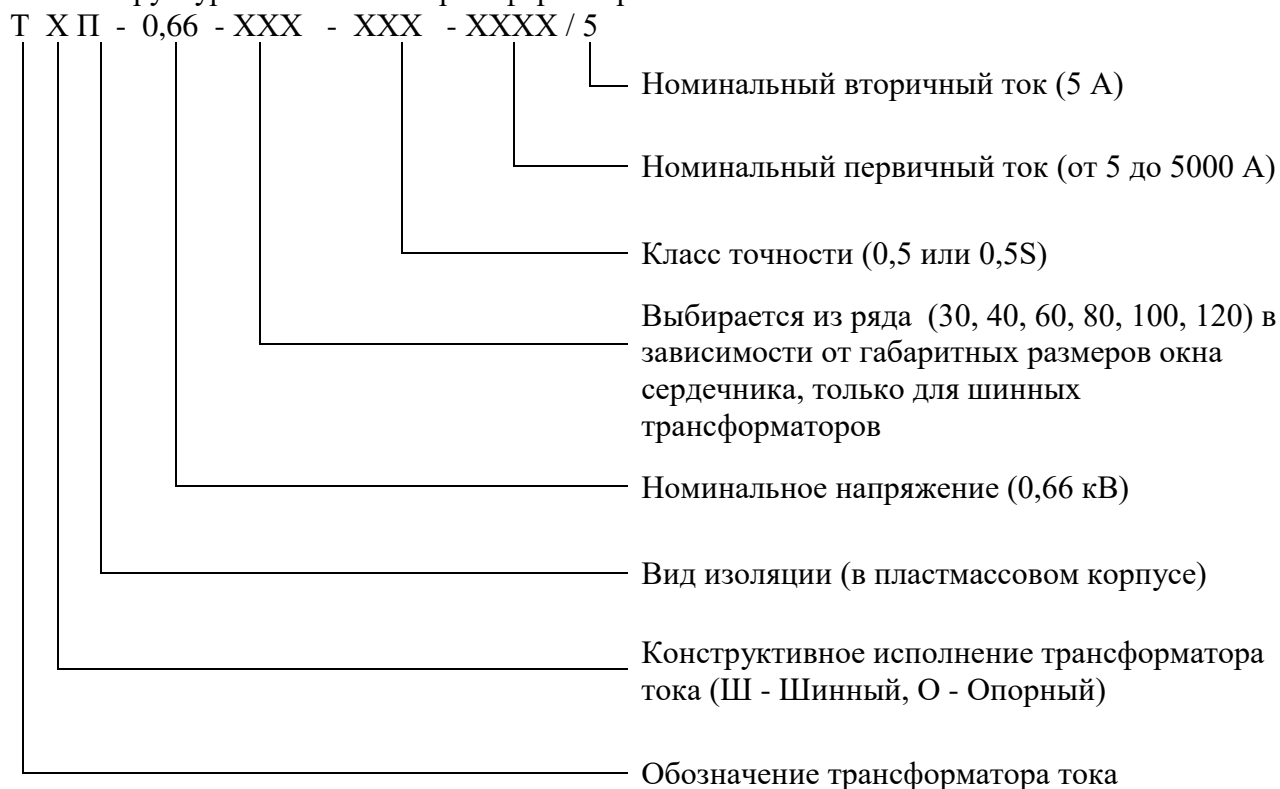 Т Х П - 0,66 - ХХХ - ХХХ - ХХХХ / 5
Номинальный вторичный ток (5 А)
Номинальный первичный ток (от 5 до 5000 А)
Класс точности (0,5 или 0,5S)
Выбирается из ряда (30, 40, 60, 80, 100, 120) в
зависимости от габаритных размеров окна
сердечника, только для шинных
трансформаторов
Номинальное напряжение (0,66 кВ)
Вид изоляции (в пластмассовом корпусе)
Конструктивное исполнение трансформатора
тока (Ш - Шинный, О - Опорный)
Обозначение трансформатора тока